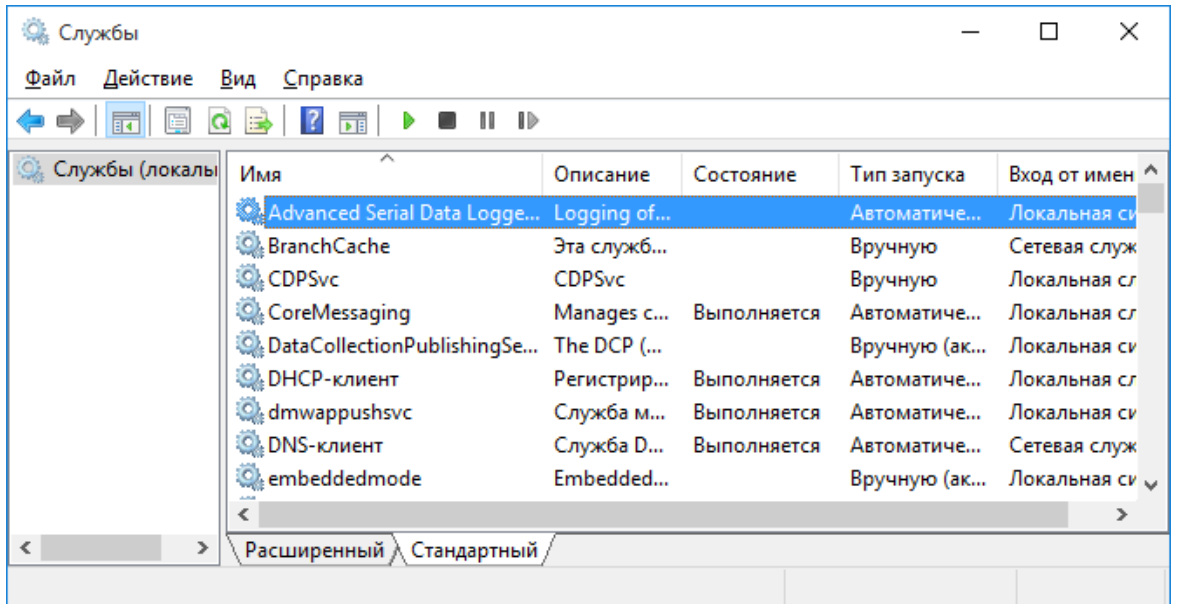 Службы
Файл Действие Вид Справка
Службы (локалы
Имя Описание Состояние Тип запуска Вход от имен
Advanced Serial Data Logge... Logging of... Автоматиче... Локальная си
BranchCache Эта служб... Вручную Сетевая служ
CDPSvc CDPSvc Вручную Локальная сл
CoreMessaging Manages c... Выполняется Автоматиче... Локальная сл
DataCollectionPublishingSe... The DCP (... Вручную (ак... Локальная си
DHCP-клиент Регистрир... Выполняется Автоматиче... Локальная сл
dmwappushsvc Служба м... Выполняется Автоматиче... Локальная си
DNS-клиент Служба D... Выполняется Автоматиче... Сетевая служ
embeddedmode Embedded... Вручную (ак... Локальная си
Расширенный Стандартный